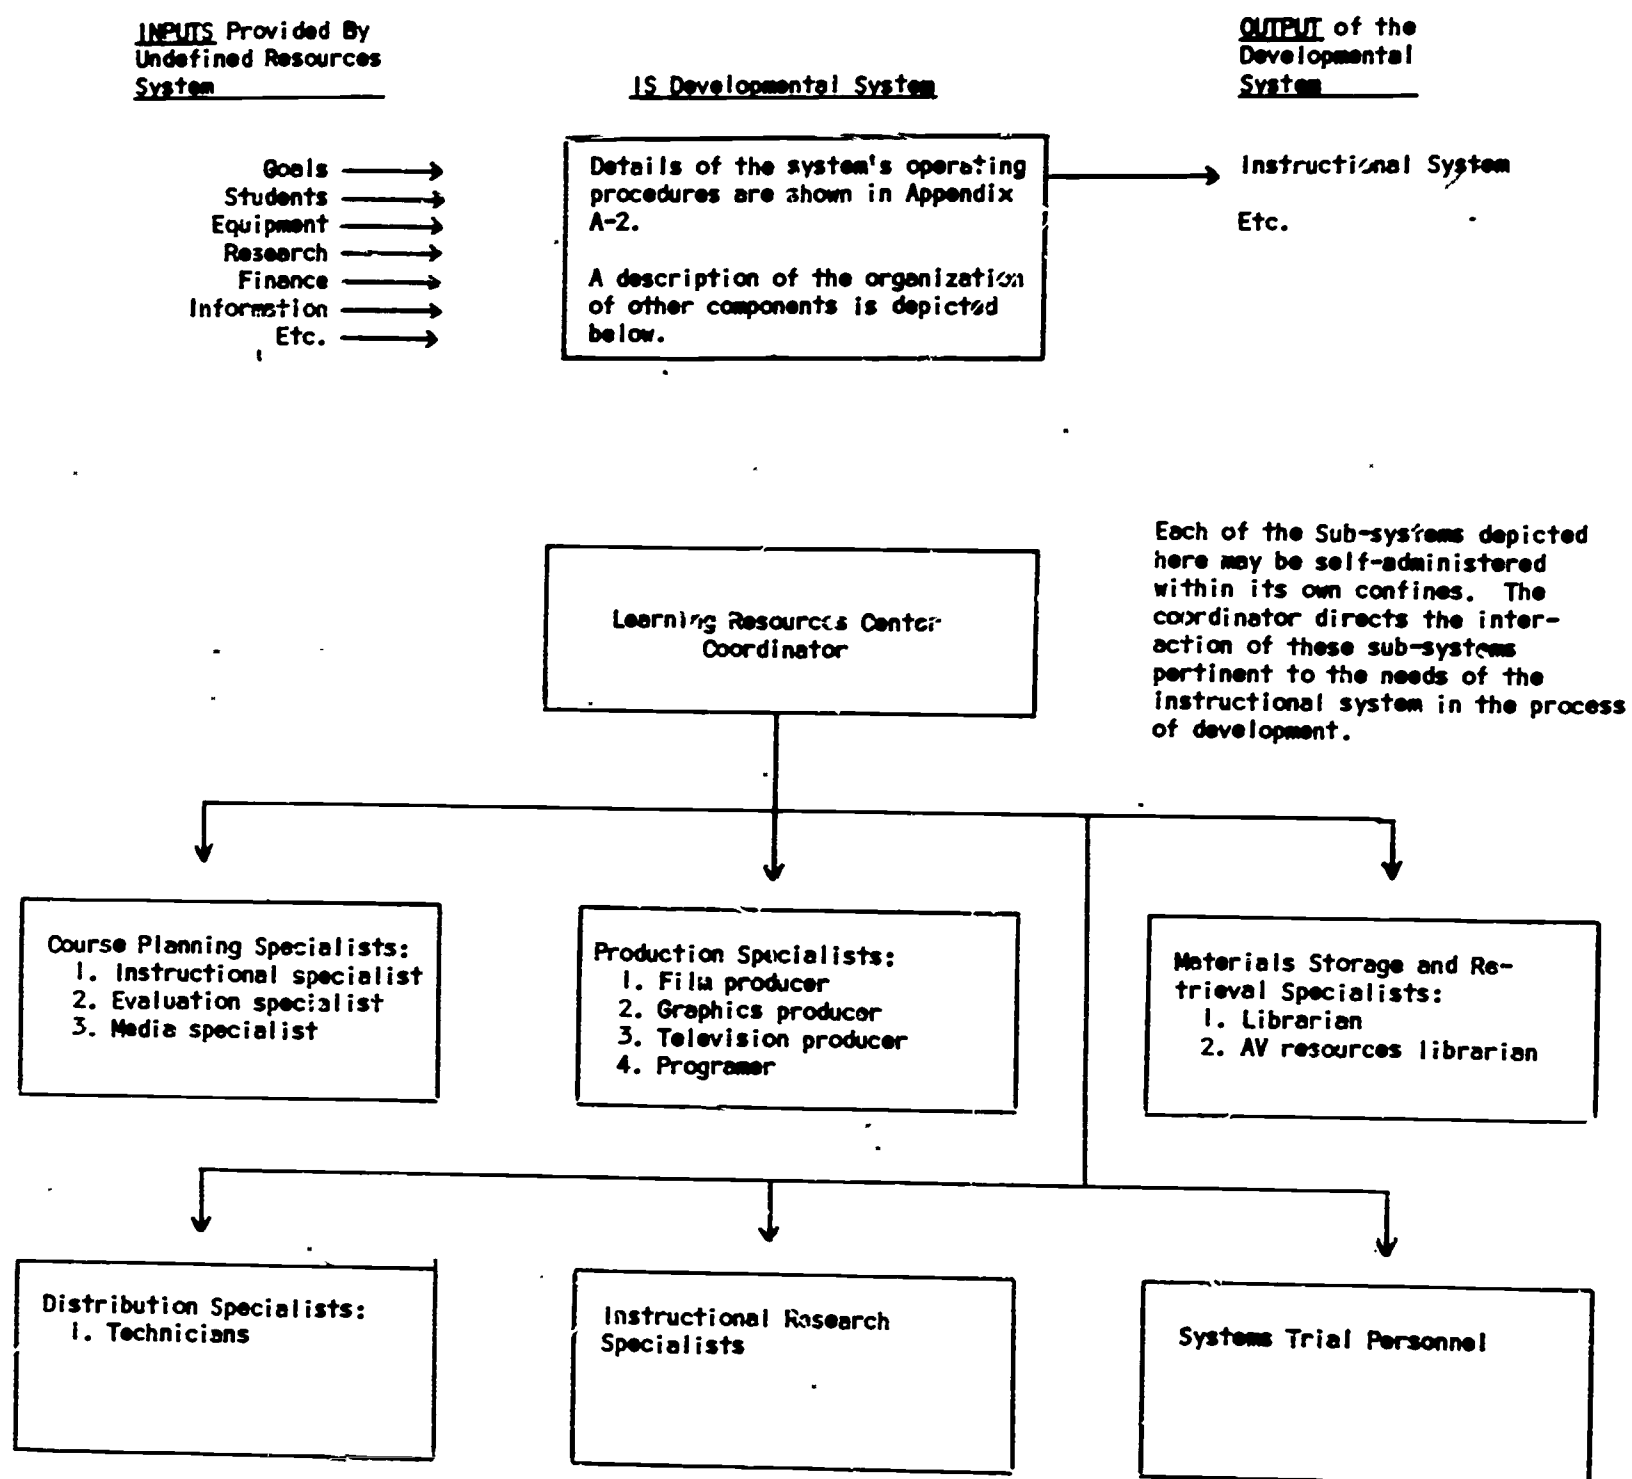 INPUTS Provided By
Undefined Resources
System
IS Developmental System
OUTPUT of the
Developmental
System
Goals
Students
Equipment
Research
Finance
Information
Etc.
Details of the system's operating
procedures are shown in Appendix
A-2.
A description of the organization
of other components is depicted
below.
Instructional System
Etc.
Learning Resources Center
Coordinator
Each of the Sub-systems depicted
here may be self-administered
within its own confines. The
coordinator directs the inter-
action of these sub-systems
pertinent to the needs of the
instructional system in the process
of development.
Course Planning Specialists:
1. Instructional specialist
2. Evaluation specialist
3. Media specialist
Production Specialists:
1. Film producer
2. Graphics producer
3. Television producer
4. Programer
Materials Storage and Re-
trieval Specialists:
1. Librarian
2. AV resources librarian
Distribution Specialists:
1. Technicians
Instructional Research
Specialists
Systems Trial Personnel